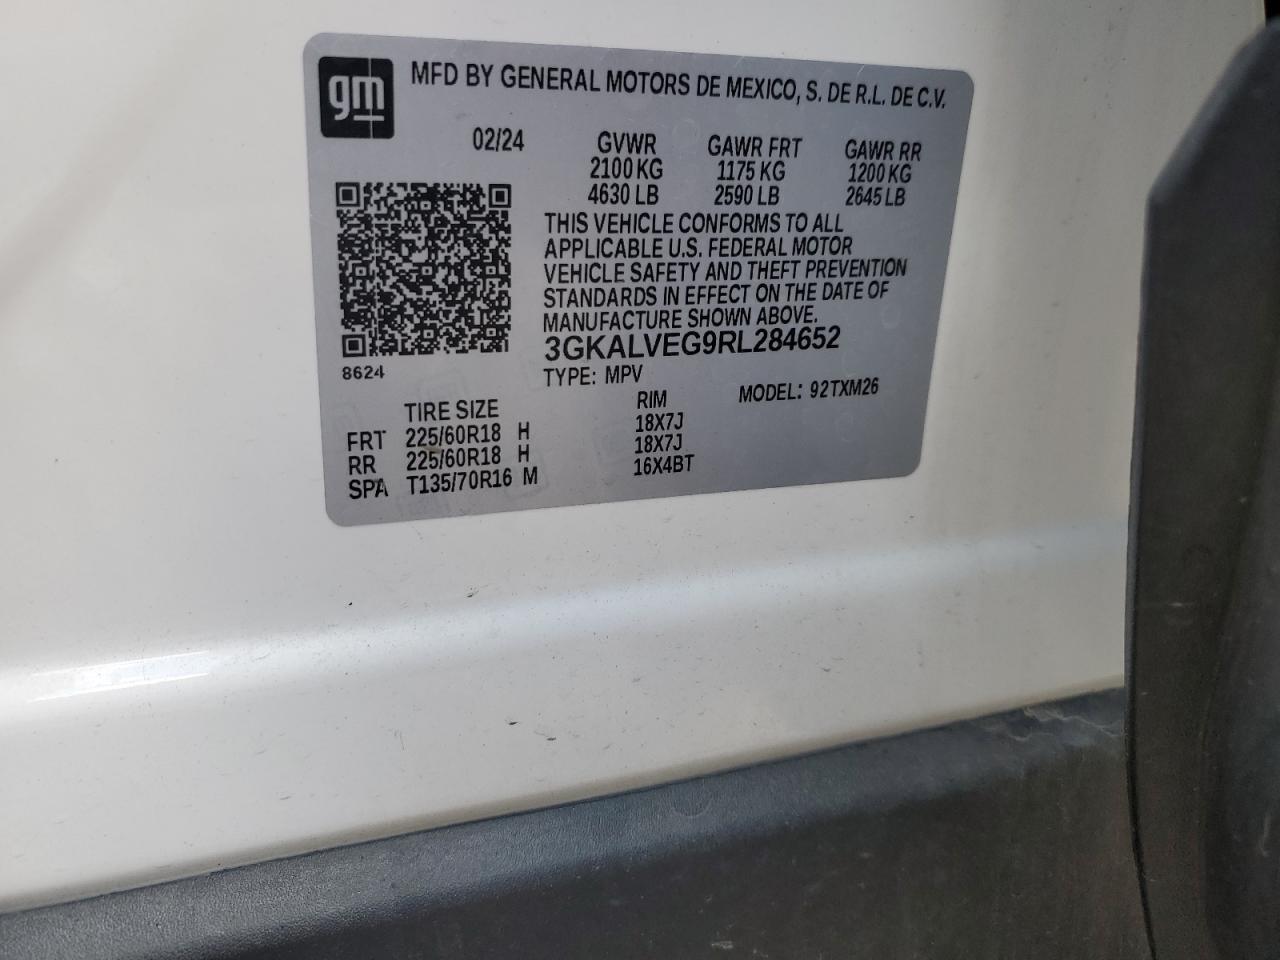 gm
MFD BY GENERAL MOTORS DE MEXICO, S. DE R.L. DE C.V.
02/24 GVWR GAWR FRT GAWR RR
2100 KG 1175 KG 1200 KG
4630 LB 2590 LB 2645 LB
THIS VEHICLE CONFORMS TO ALL
APPLICABLE U.S. FEDERAL MOTOR
VEHICLE SAFETY AND THEFT PREVENTION
STANDARDS IN EFFECT ON THE DATE OF
MANUFACTURE SHOWN ABOVE.
3GKALVEG9RL284652
8624
TYPE: MPV MODEL: 92TXM26
TIRE SIZE RIM
FRT 225/60R18 H 18X7J
RR 225/60R18 H 18X7J
SPA T135/70R16 M 16X4BT